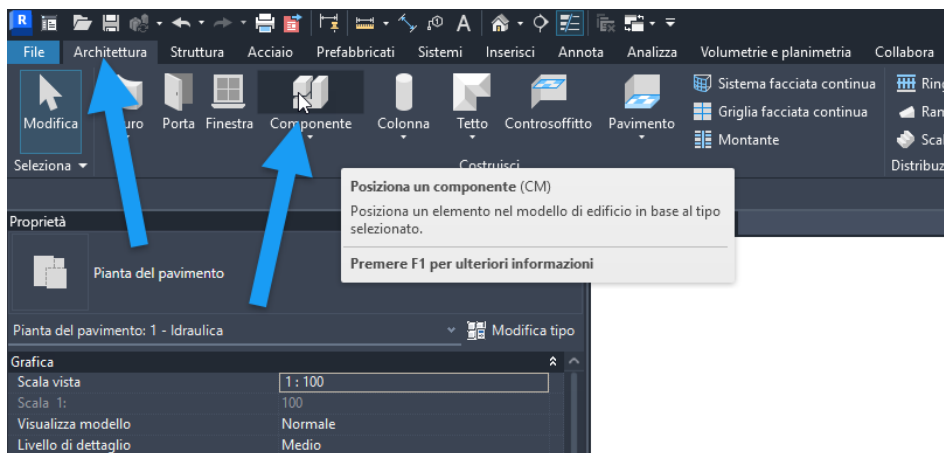 R
A
File Architettura Struttura Acciaio Prefabbricati Sistemi Inserisci Annota Analizza Volumetrie e planimetria Collabora
Modifica
Porta Finestra Componente Colonna Tetto Controsoffitto Pavimento
Sistema facciata continua
Griglia facciata continua
Montante
Seleziona
Costruisci
Posiziona un componente (CM)
Posiziona un elemento nel modello di edificio in base al tipo
selezionato.
Premere F1 per ulteriori informazioni
Proprietà
Pianta del pavimento
Pianta del pavimento: 1 - Idraulica
Modifica tipo
Grafica
Scala vista 1 : 100
Scala 1: 100
Visualizza modello Normale
Livello di dettaglio Medio